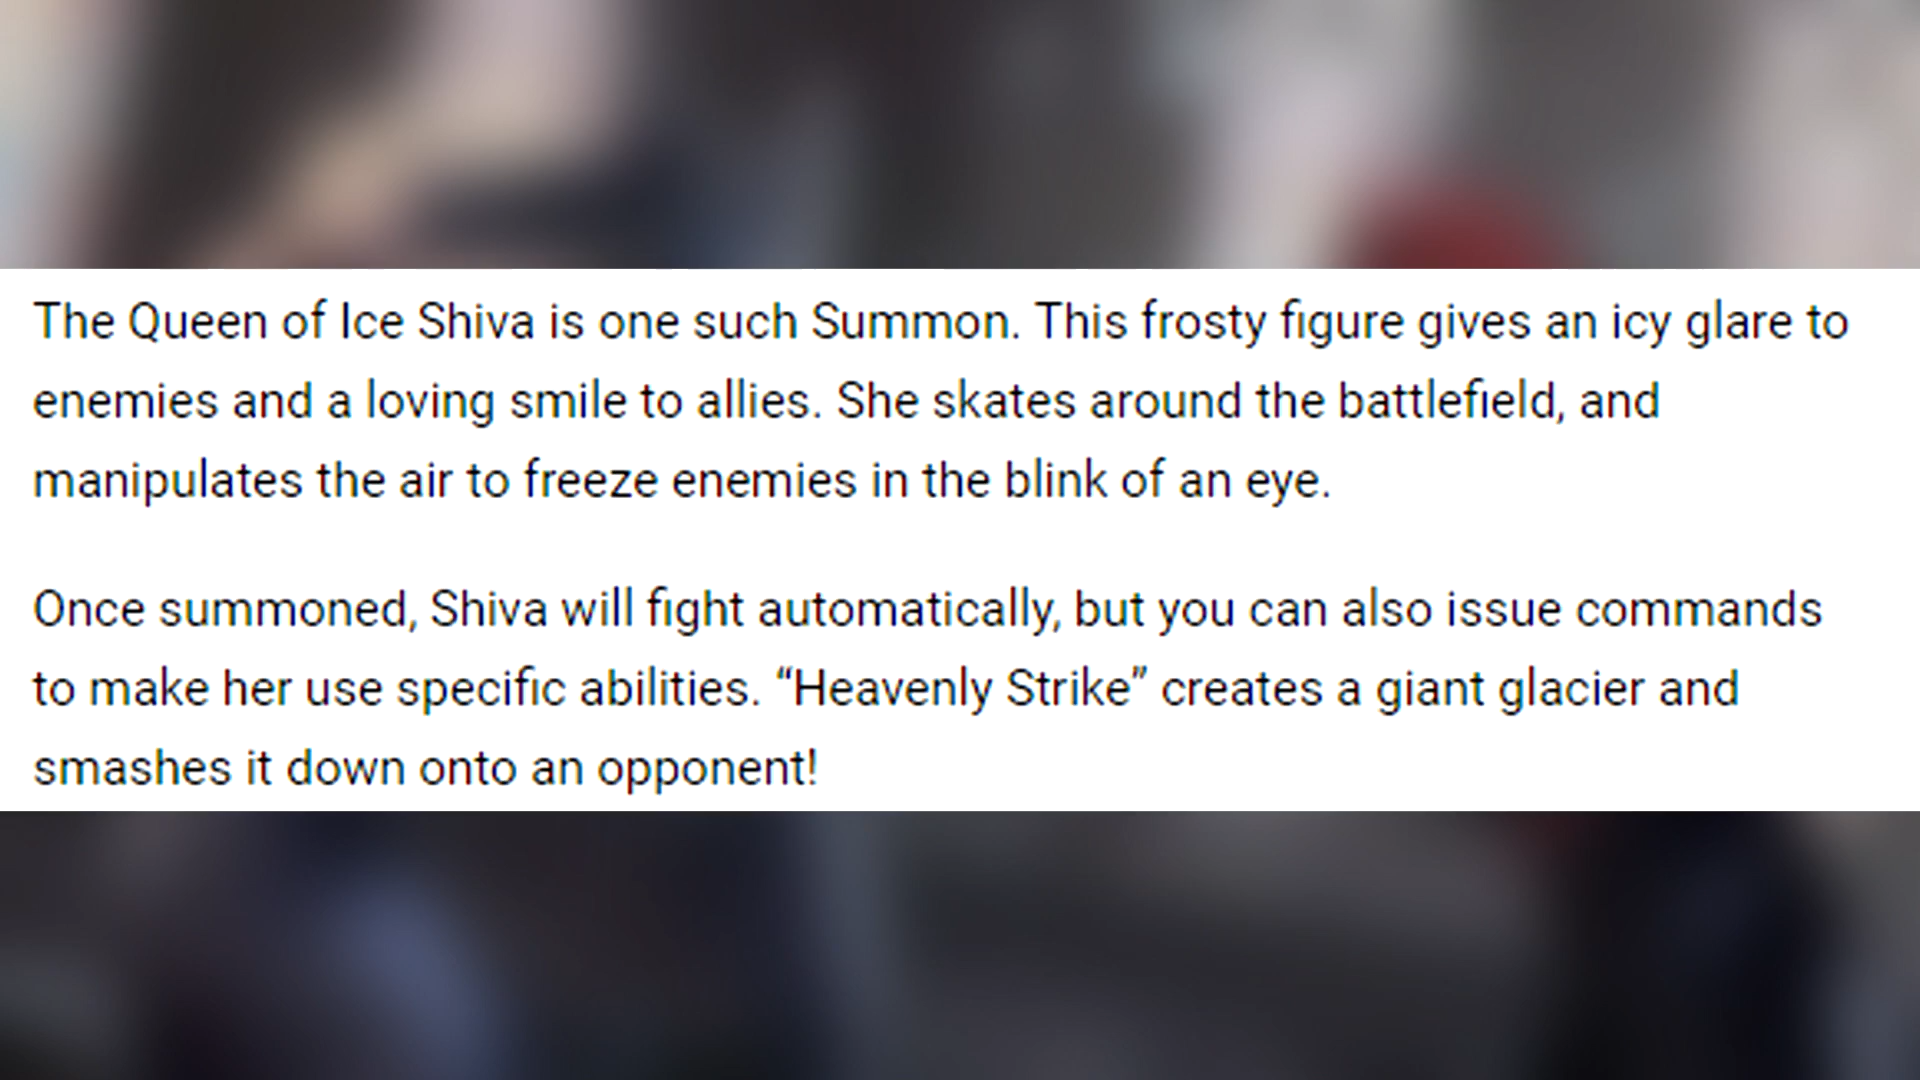 The Queen of Ice Shiva is one such Summon. This frosty figure gives an icy glare to
enemies and a loving smile to allies. She skates around the battlefield, and
manipulates the air to freeze enemies in the blink of an eye.
Once summoned, Shiva will fight automatically, but you can also issue commands
to make her use specific abilities. “Heavenly Strike” creates a giant glacier and
smashes it down onto an opponent!